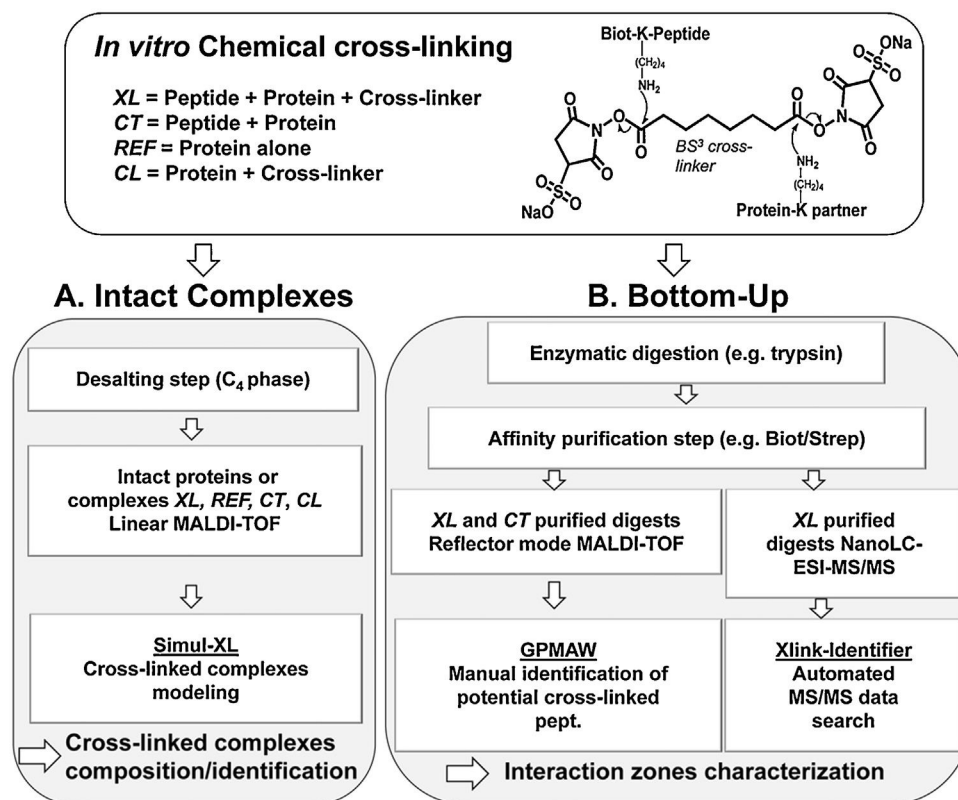 In vitro Chemical cross-linking
XL = Peptide + Protein + Cross-linker
CT = Peptide + Protein
REF = Protein alone
CL = Protein + Cross-linker
Biot-K-Peptide
(CH₂)₄
NH₂
ONa
O
S
O
O
O
N
O
O
O
BS³ cross-
linker
O
O
N
O
O
S
O
O
NaO
NH₂
(CH₂)₄
Protein-K partner
A. Intact Complexes
Desalting step (C₄ phase)
Intact proteins or
complexes XL, REF, CT, CL
Linear MALDI-TOF
Simul-XL
Cross-linked complexes
modeling
Cross-linked complexes
composition/identification
B. Bottom-Up
Enzymatic digestion (e.g. trypsin)
Affinity purification step (e.g. Biot/Strep)
XL and CT purified digests
Reflector mode MALDI-TOF
XL purified
digests NanoLC-
ESI-MS/MS
GPMAW
Manual identification of
potential cross-linked
pept.
Xlink-Identifier
Automated
MS/MS data
search
Interaction zones characterization